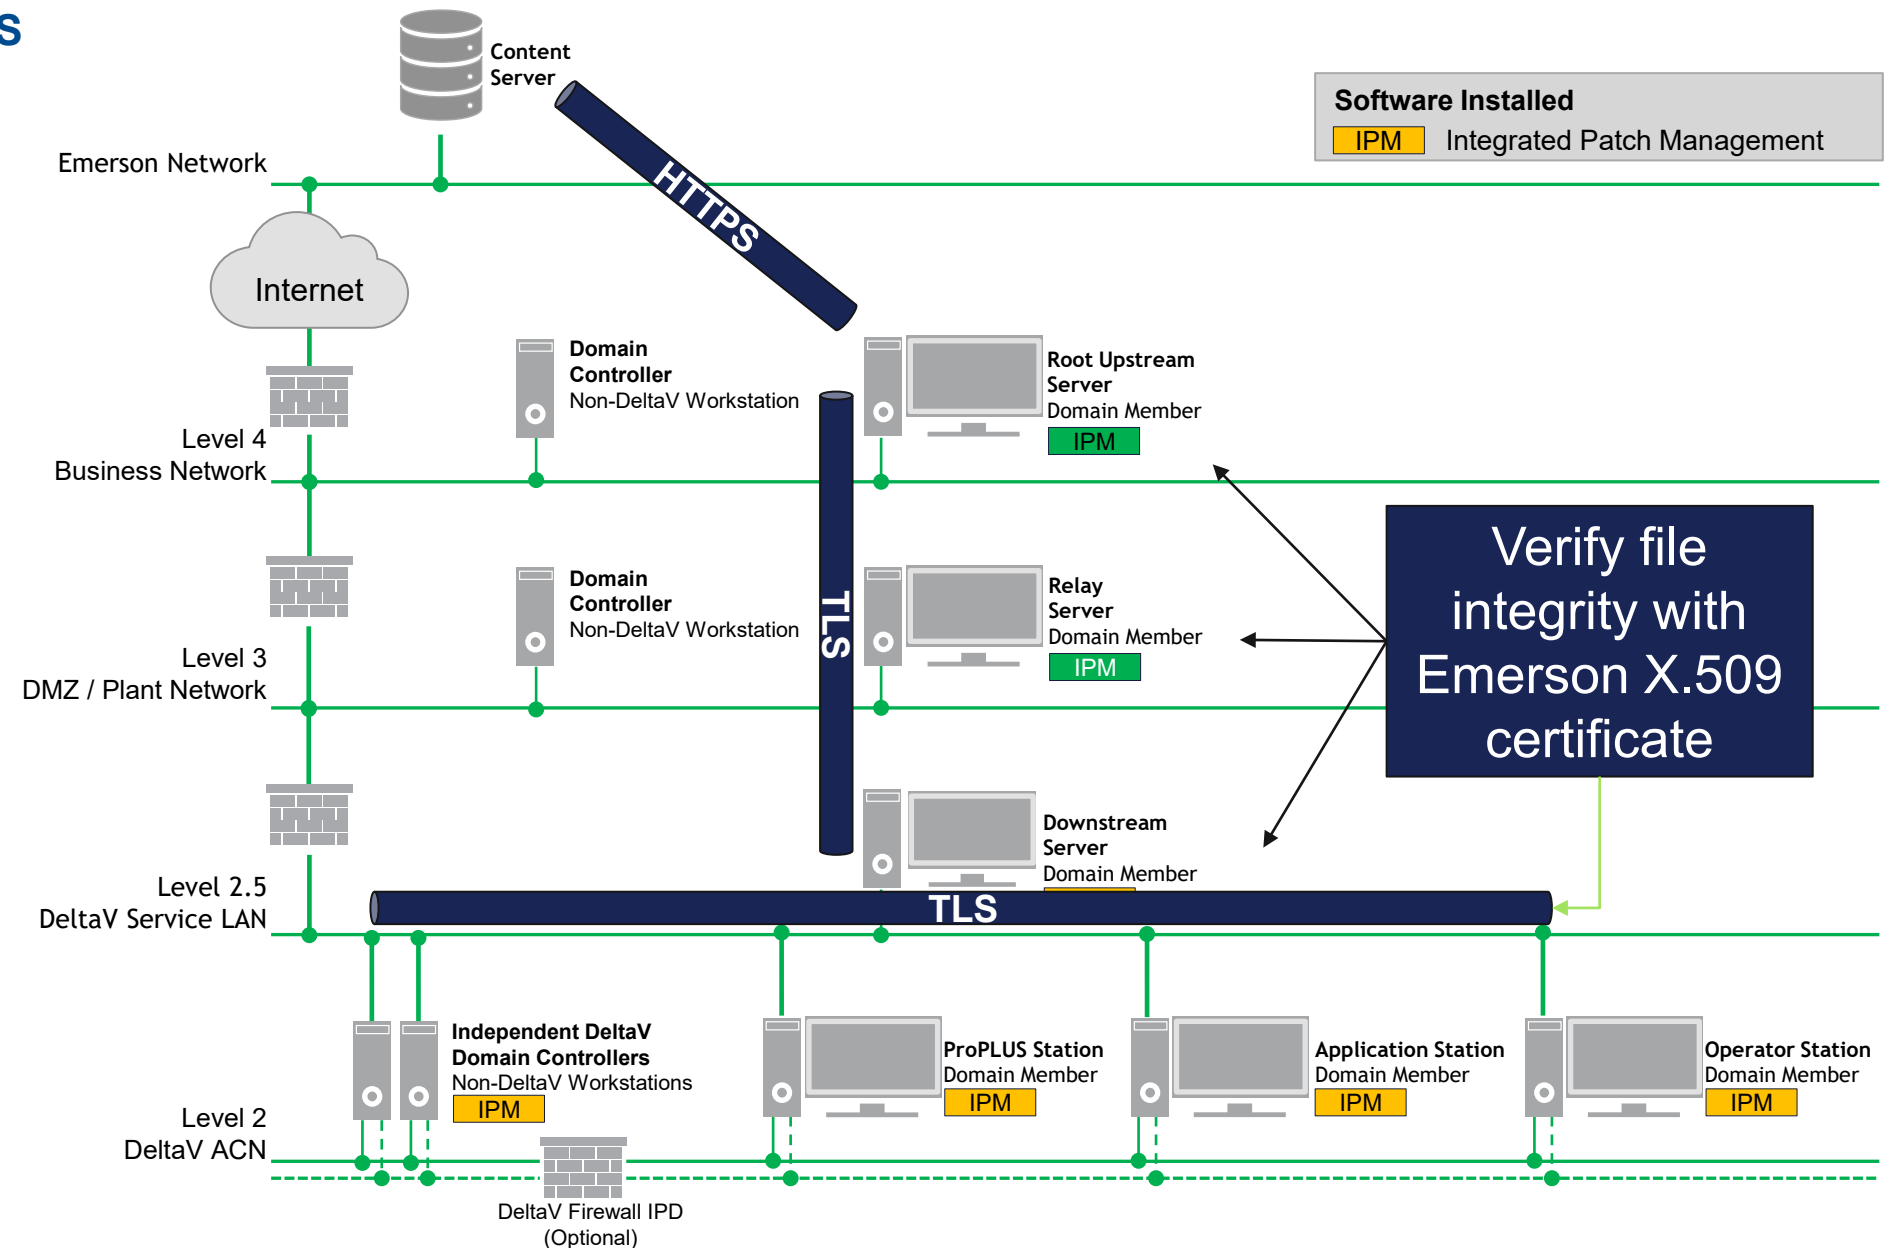 S
Content
Server
Software Installed
IPM Integrated Patch Management
Emerson Network
HTTPS
Internet
Domain
Controller
Non-DeltaV Workstation
Root Upstream
Server
Domain Member
IPM
Level 4
Business Network
Verify file
integrity with
Emerson X.509
certificate
Domain
Controller
Non-DeltaV Workstation
TLS
Relay
Server
Domain Member
IPM
Level 3
DMZ / Plant Network
Downstream
Server
Domain Member
Level 2.5
DeltaV Service LAN
TLS
Independent DeltaV
Domain Controllers
Non-DeltaV Workstations
IPM
ProPLUS Station
Domain Member
IPM
Application Station
Domain Member
IPM
Operator Station
Domain Member
IPM
Level 2
DeltaV ACN
DeltaV Firewall IPD
(Optional)